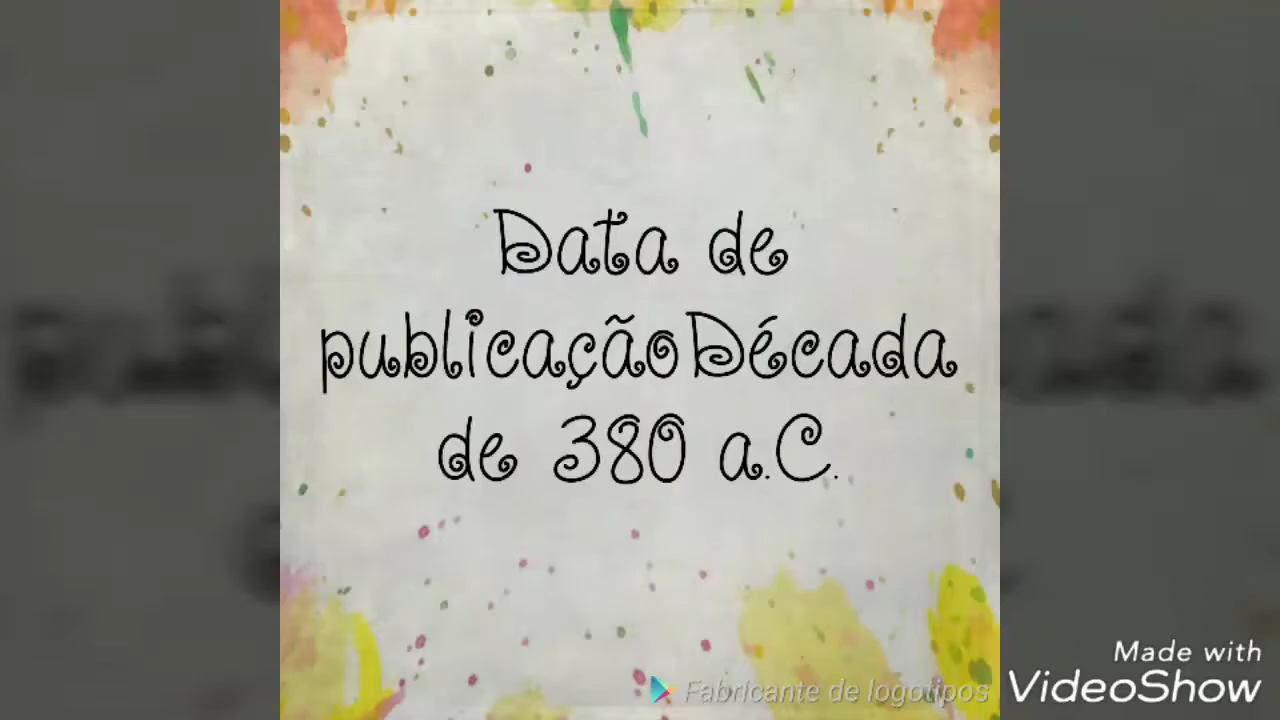 Data de
publicaçãoDécada
de 380 a.C.
Fabricante de logotipos
Made with
VideoShow